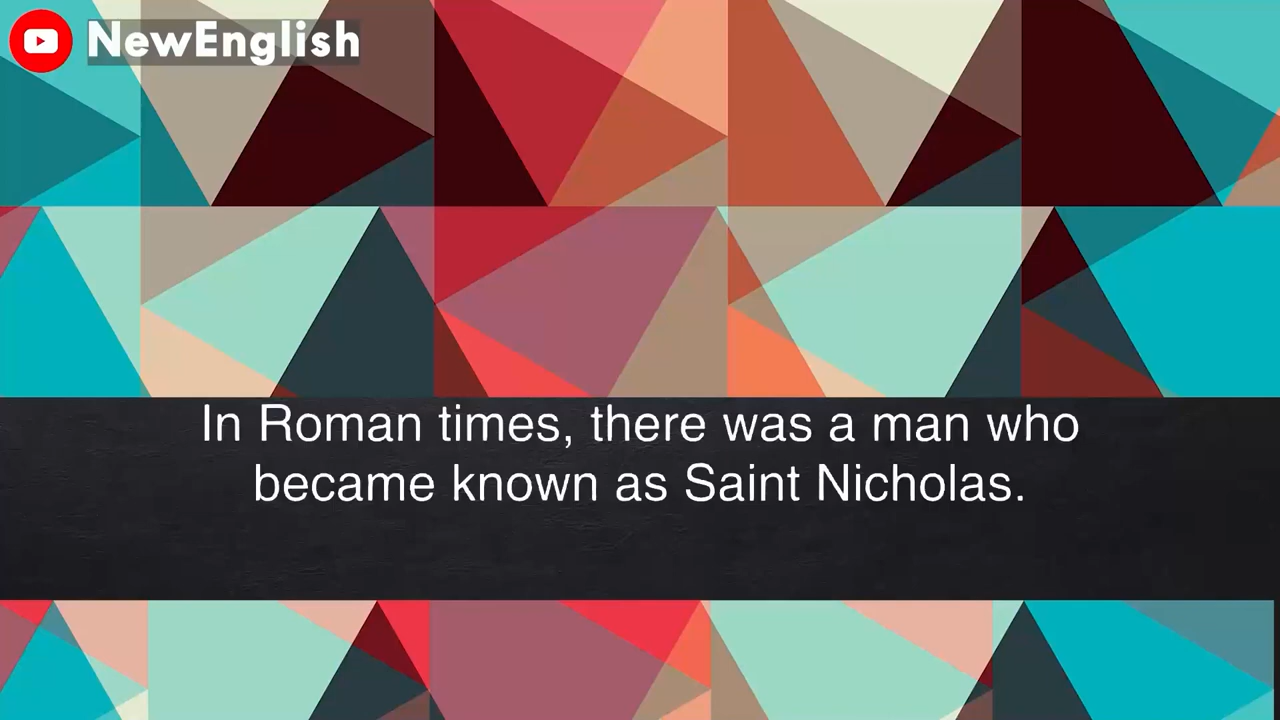 NewEnglish
In Roman times, there was a man who
became known as Saint Nicholas.